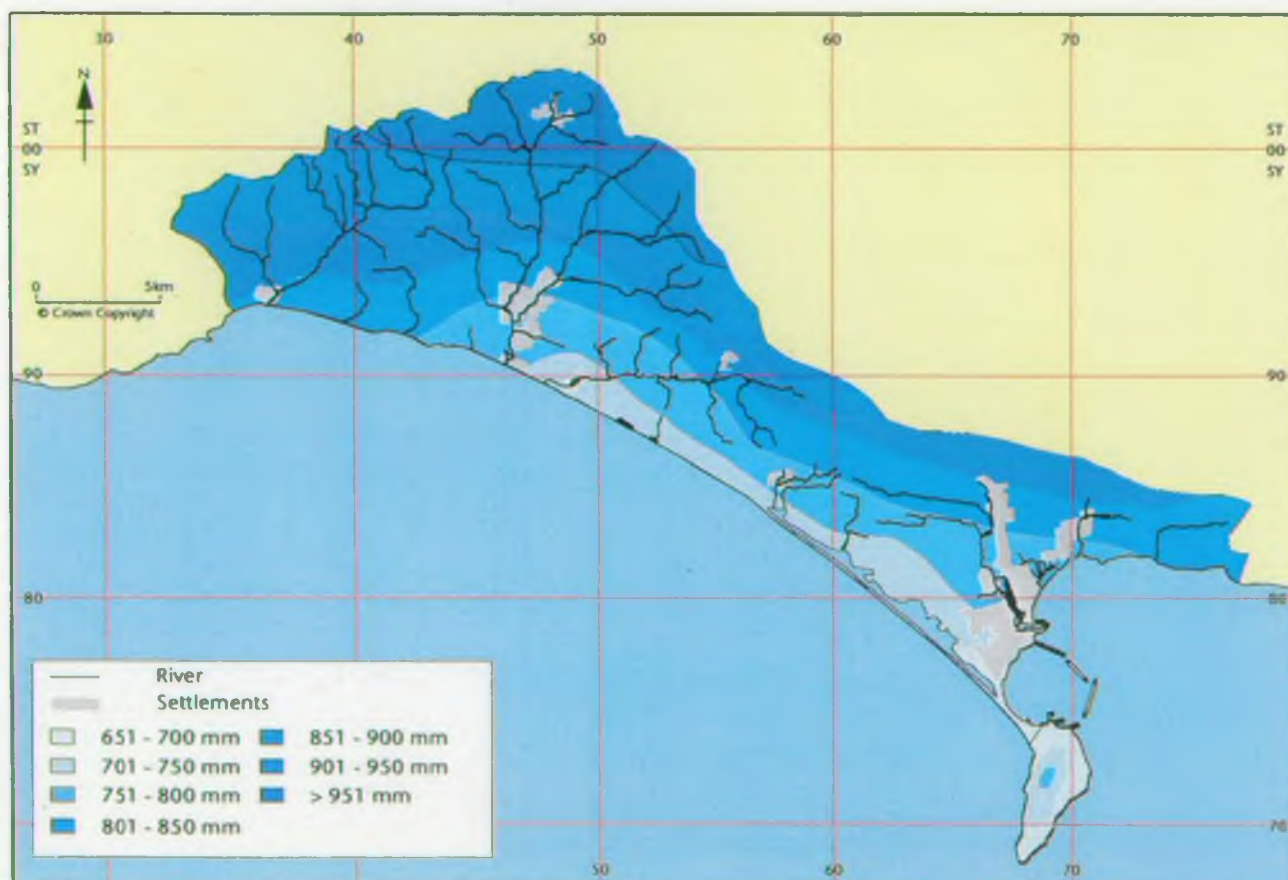 30 40 50 60 70
N
ST ST
00 00
SY SY
0 5km
© Crown Copyright
90 90
80 80
River
Settlements
651 - 700 mm 851 - 900 mm
701 - 750 mm 901 - 950 mm
751 - 800 mm > 951 mm
801 - 850 mm
70
50 60 70